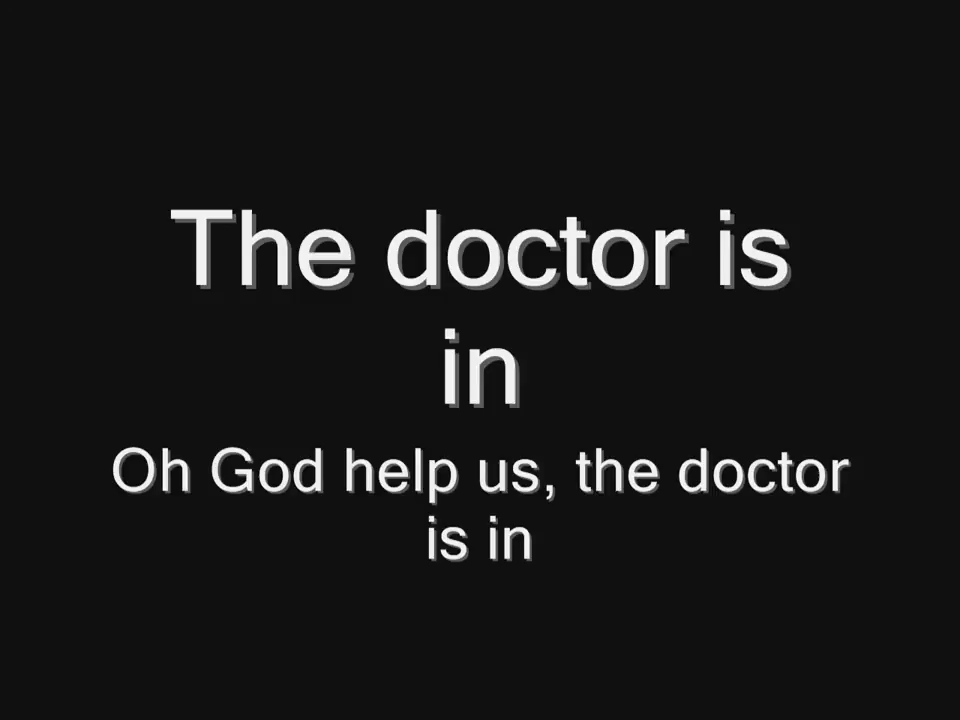 The doctor is
in
Oh God help us, the doctor
is in